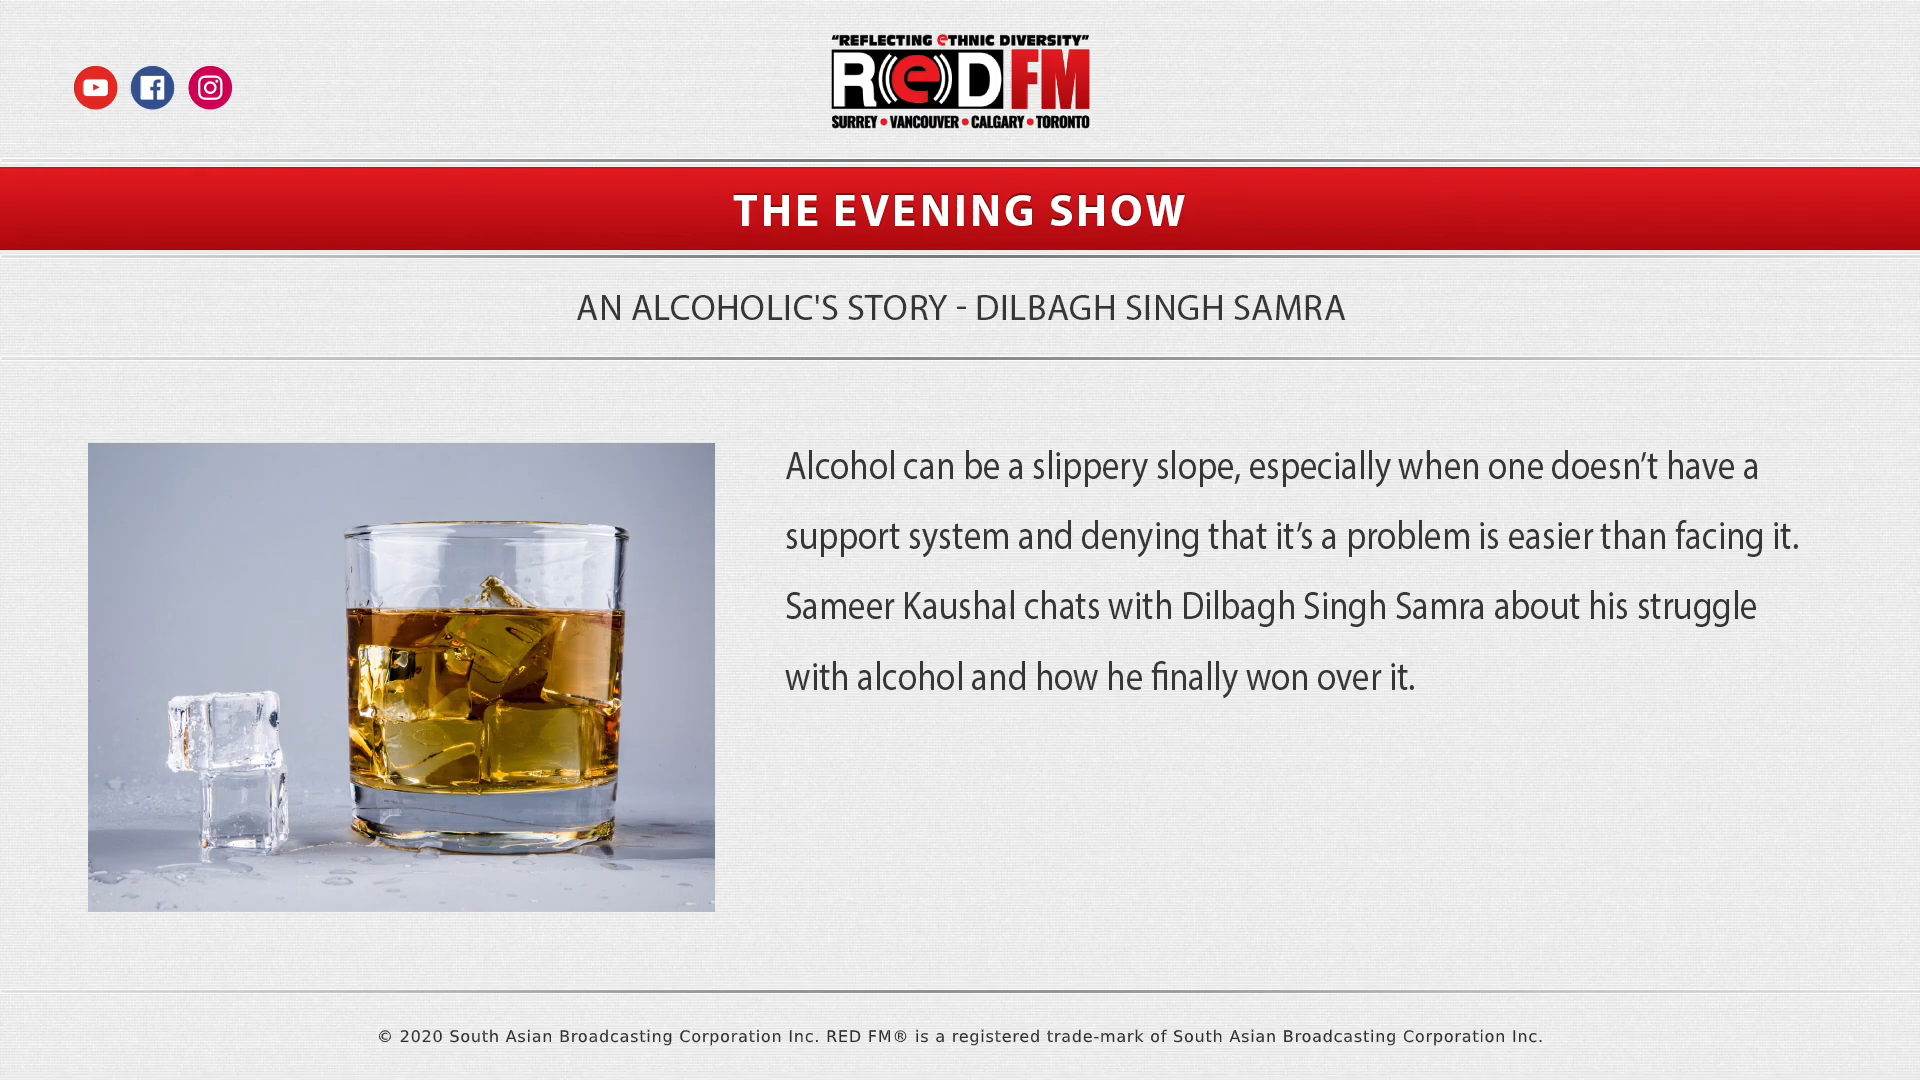 “REFLECTING eTHNIC DIVERSITY”
ReD FM
SURREY • VANCOUVER • CALGARY • TORONTO
THE EVENING SHOW
AN ALCOHOLIC'S STORY - DILBAGH SINGH SAMRA
Alcohol can be a slippery slope, especially when one doesn’t have a
support system and denying that it’s a problem is easier than facing it.
Sameer Kaushal chats with Dilbagh Singh Samra about his struggle
with alcohol and how he finally won over it.
© 2020 South Asian Broadcasting Corporation Inc. RED FM® is a registered trade-mark of South Asian Broadcasting Corporation Inc.